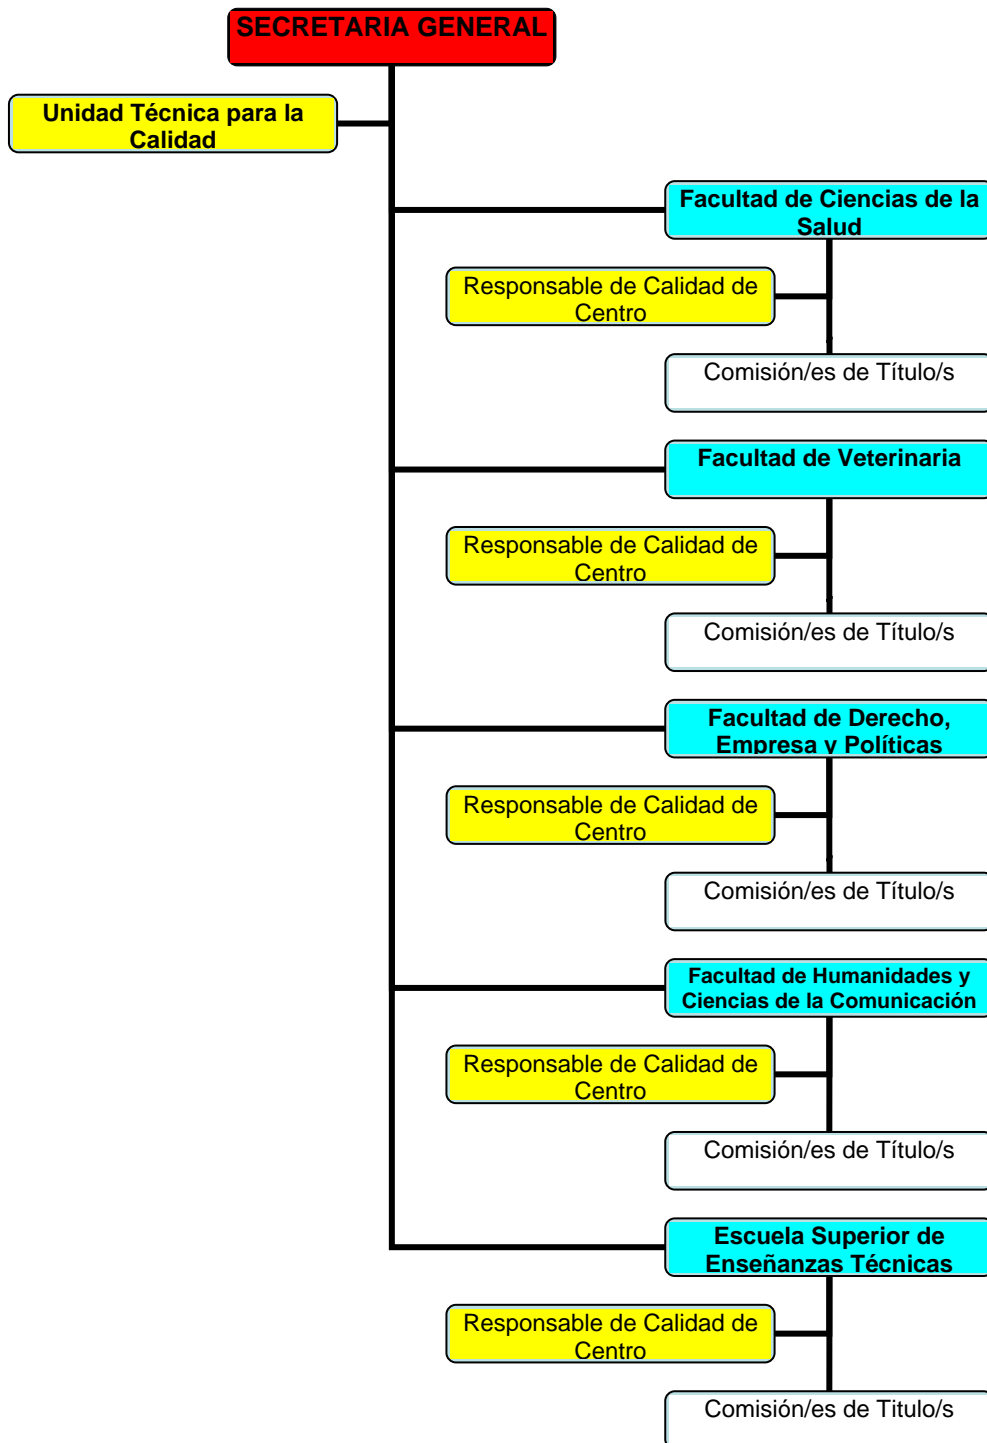 SECRETARIA GENERAL
Unidad Técnica para la
Calidad
Facultad de Ciencias de la
Salud
Responsable de Calidad de
Centro
Comisión/es de Título/s
Facultad de Veterinaria
Responsable de Calidad de
Centro
Comisión/es de Título/s
Facultad de Derecho,
Empresa y Políticas
Responsable de Calidad de
Centro
Comisión/es de Título/s
Facultad de Humanidades y
Ciencias de la Comunicación
Responsable de Calidad de
Centro
Comisión/es de Título/s
Escuela Superior de
Enseñanzas Técnicas
Responsable de Calidad de
Centro
Comisión/es de Titulo/s